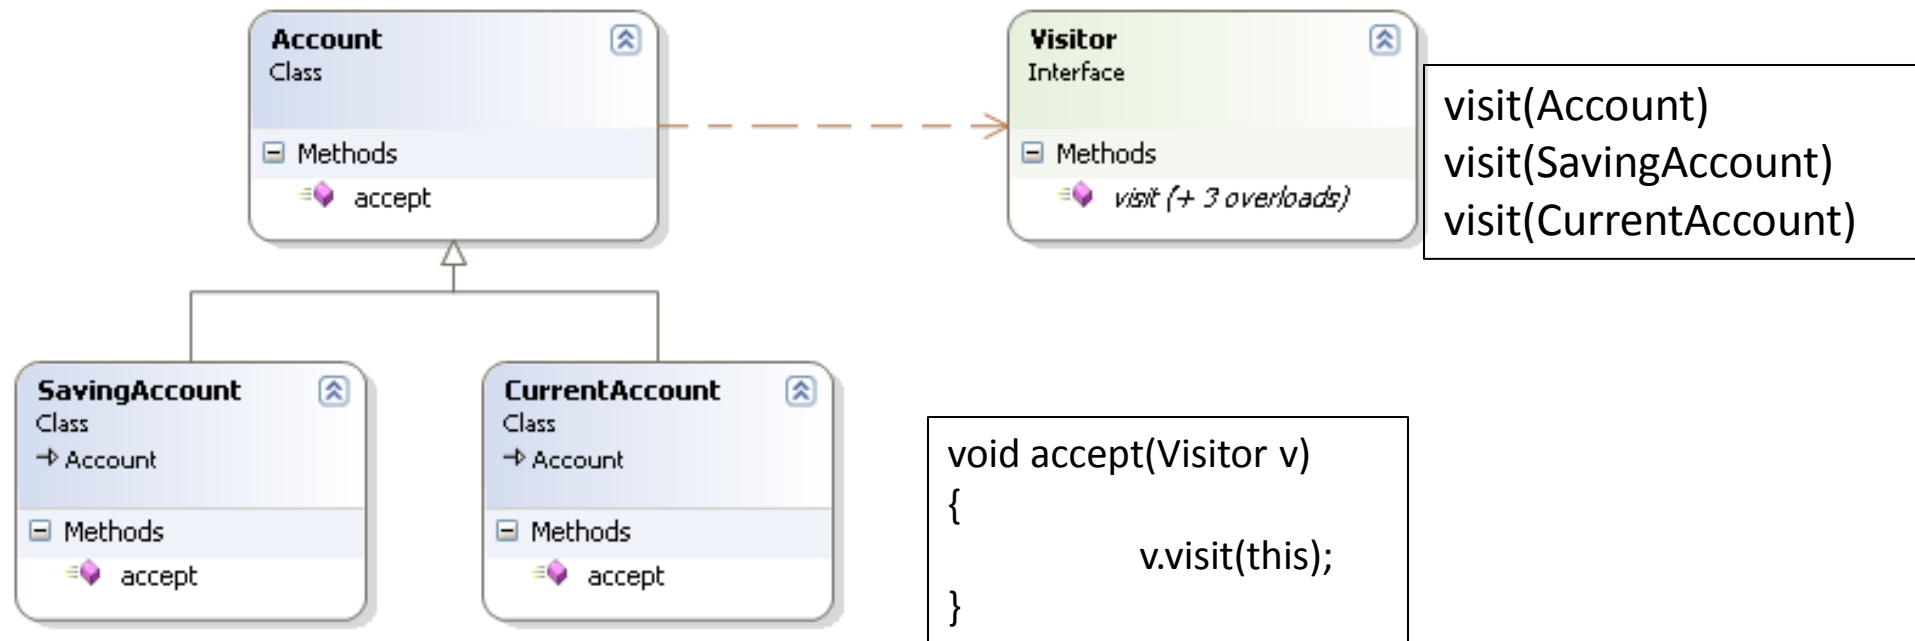 Account
Class
Methods
accept
Visitor
Interface
Methods
visit (+ 3 overloads)
visit(Account)
visit(SavingAccount)
visit(CurrentAccount)
SavingAccount
Class
Account
Methods
accept
CurrentAccount
Class
Account
Methods
accept
void accept(Visitor v)
{
v.visit(this);
}